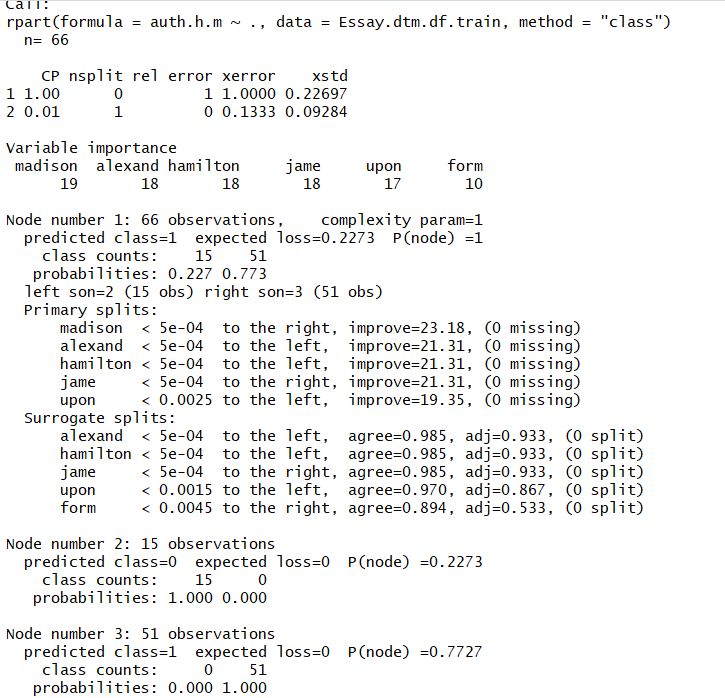 Call:
rpart(formula = auth.h.m ~ ., data = Essay.dtm.df.train, method = "class")
  n= 66

    CP nsplit rel error xerror    xstd
1 1.00      0         1 1.0000 0.22697
2 0.01      1         0 0.1333 0.09284

Variable importance
 madison  alexand hamilton     jame     upon     form
      19       18       18       18       17       10

Node number 1: 66 observations,    complexity param=1
  predicted class=1  expected loss=0.2273  P(node) =1
    class counts:    15    51
   probabilities: 0.227 0.773
  left son=2 (15 obs) right son=3 (51 obs)
  Primary splits:
      madison  < 5e-04  to the right, improve=23.18, (0 missing)
      alexand  < 5e-04  to the left,  improve=21.31, (0 missing)
      hamilton < 5e-04  to the left,  improve=21.31, (0 missing)
      jame     < 5e-04  to the right, improve=21.31, (0 missing)
      upon     < 0.0025 to the left,  improve=19.35, (0 missing)
  Surrogate splits:
      alexand  < 5e-04  to the left,  agree=0.985, adj=0.933, (0 split)
      hamilton < 5e-04  to the left,  agree=0.985, adj=0.933, (0 split)
      jame     < 5e-04  to the right, agree=0.985, adj=0.933, (0 split)
      upon     < 0.0015 to the left,  agree=0.970, adj=0.867, (0 split)
      form     < 0.0045 to the right, agree=0.894, adj=0.533, (0 split)

Node number 2: 15 observations
  predicted class=0  expected loss=0  P(node) =0.2273
    class counts:    15     0
   probabilities: 1.000 0.000

Node number 3: 51 observations
  predicted class=1  expected loss=0  P(node) =0.7727
    class counts:     0    51
   probabilities: 0.000 1.000